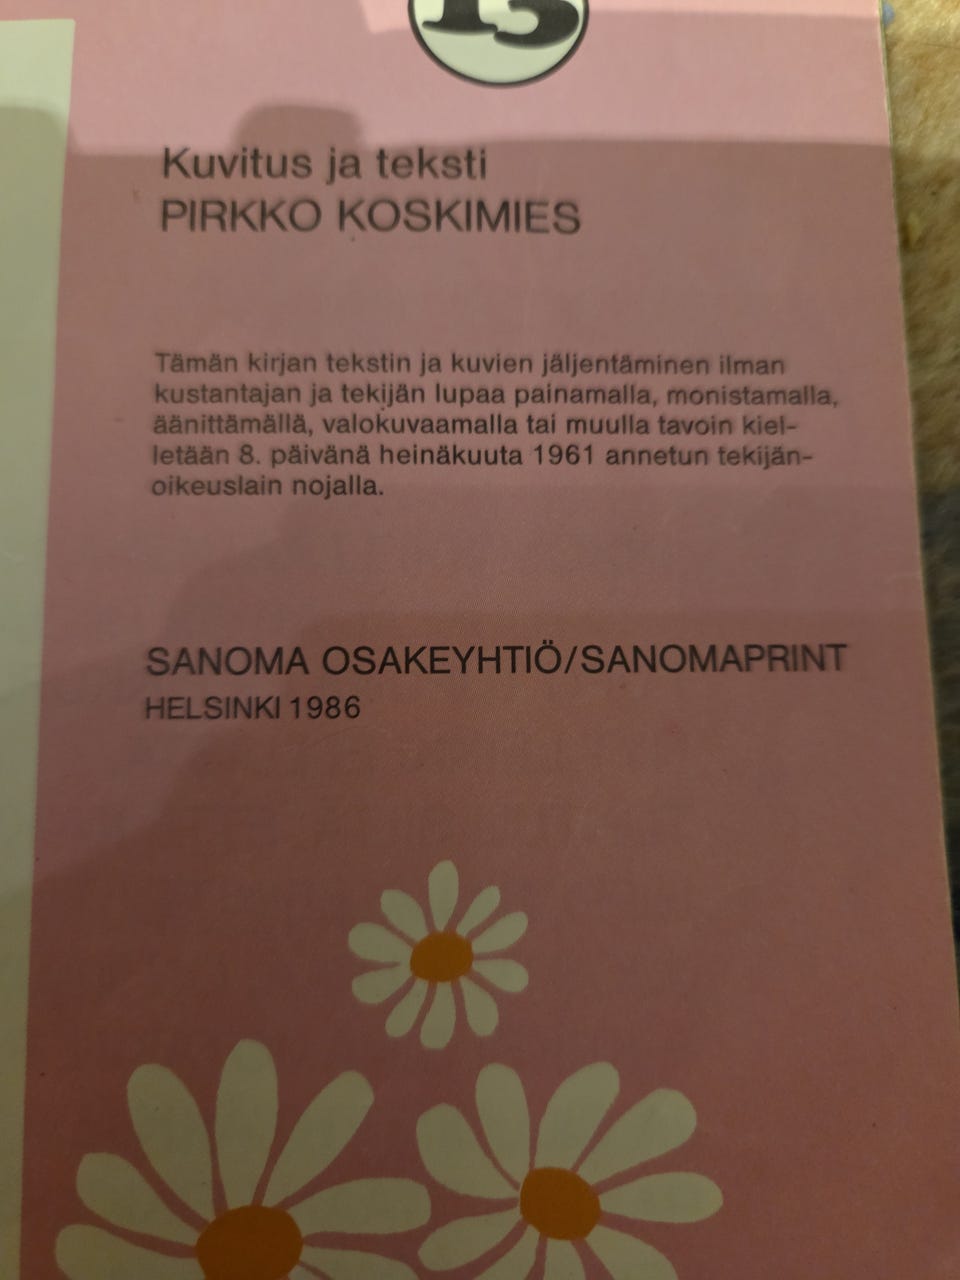 13
Kuvitus ja teksti
PIRKKO KOSKIMIES
Tämän kirjan tekstin ja kuvien jäljentäminen ilman
kustantajan ja tekijän lupaa painamalla, monistamalla,
äänittämällä, valokuvaamalla tai muulla tavoin kiel-
letään 8. päivänä heinäkuuta 1961 annetun tekijän-
oikeuslain nojalla.
SANOMA OSAKEYHTIÖ/SANOMAPRINT
HELSINKI 1986